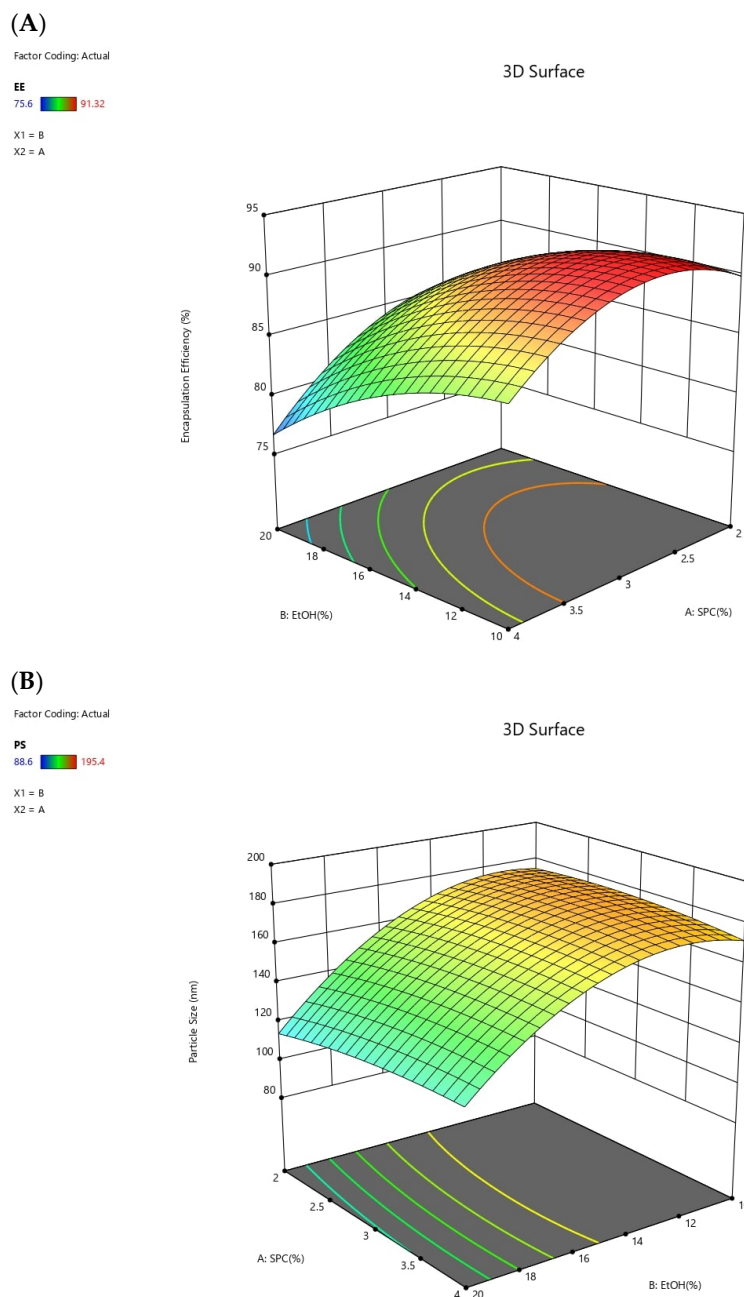 (A)
Factor Coding: Actual
3D Surface
EE
75.6 91.32
X1 = B
X2 = A
95
90
85
80
75
Encapsulation Efficiency (%)
20
18
16
14
12
10
B: EtOH(%)
4
3.5
3
2.5
2
A: SPC(%)
(B)
Factor Coding: Actual
3D Surface
PS
88.6 195.4
X1 = B
X2 = A
200
180
160
140
120
100
80
Particle Size (nm)
2
2.5
3
3.5
4
A: SPC(%)
20
18
16
14
12
B: EtOH(%)